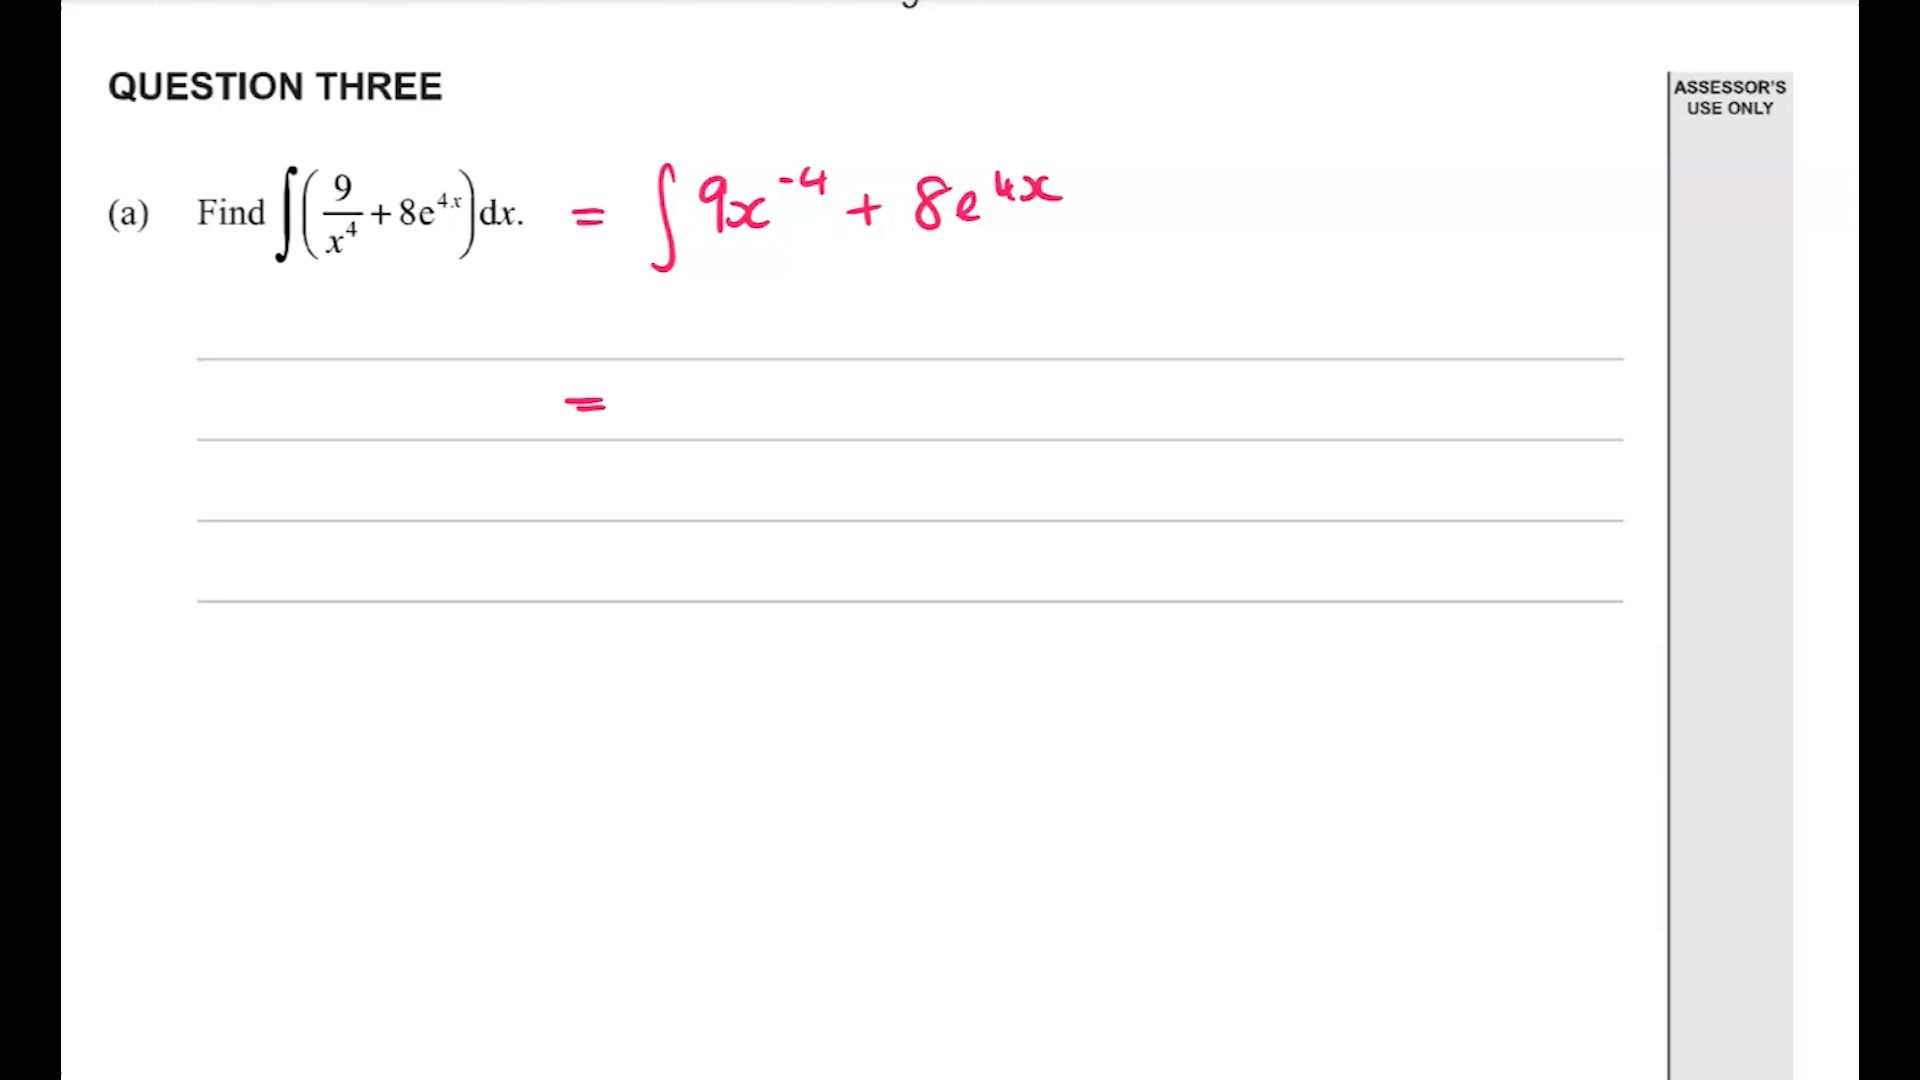 QUESTION THREE
ASSESSOR'S
USE ONLY
(a) Find ∫(9/x⁴ + 8e⁴ˣ)dx. = ∫ 9x⁻⁴ + 8e⁴ˣ
=